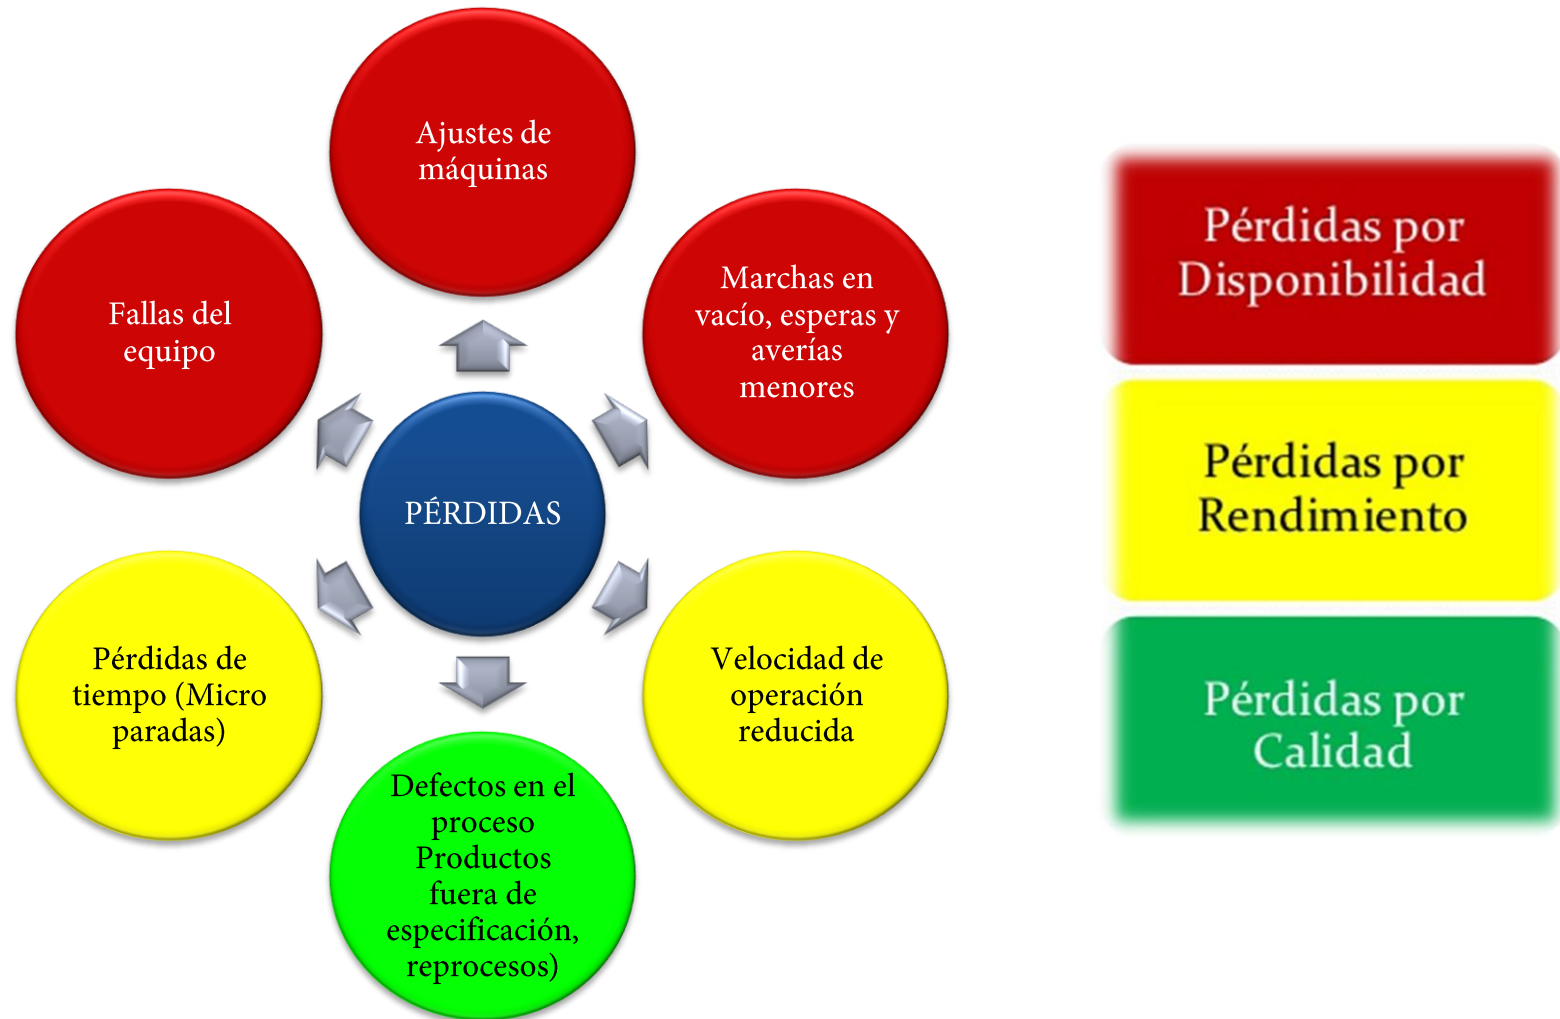 Ajustes de
máquinas
Marchas en
vacío, esperas y
averías
menores
Velocidad de
operación
reducida
Defectos en el
proceso
Productos
fuera de
especificación,
reprocesos)
Pérdidas de
tiempo (Micro
paradas)
Fallas del
equipo
PÉRDIDAS
Pérdidas por
Disponibilidad
Pérdidas por
Rendimiento
Pérdidas por
Calidad